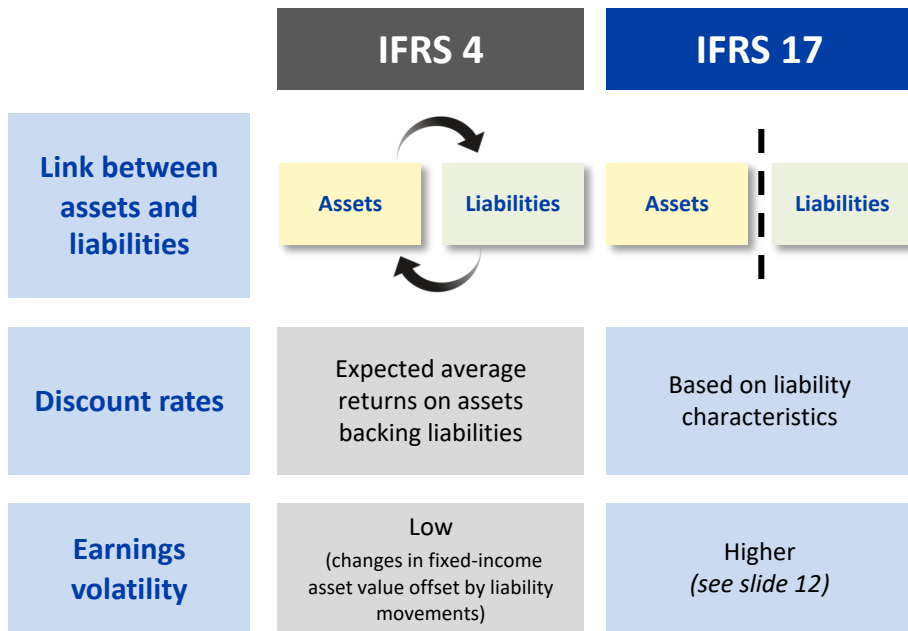 IFRS 4
IFRS 17
Link between
assets and
liabilities
Assets
Liabilities
Assets
Liabilities
Discount rates
Expected average
returns on assets
backing liabilities
Based on liability
characteristics
Earnings
volatility
Low
(changes in fixed-income
asset value offset by liability
movements)
Higher
(see slide 12)